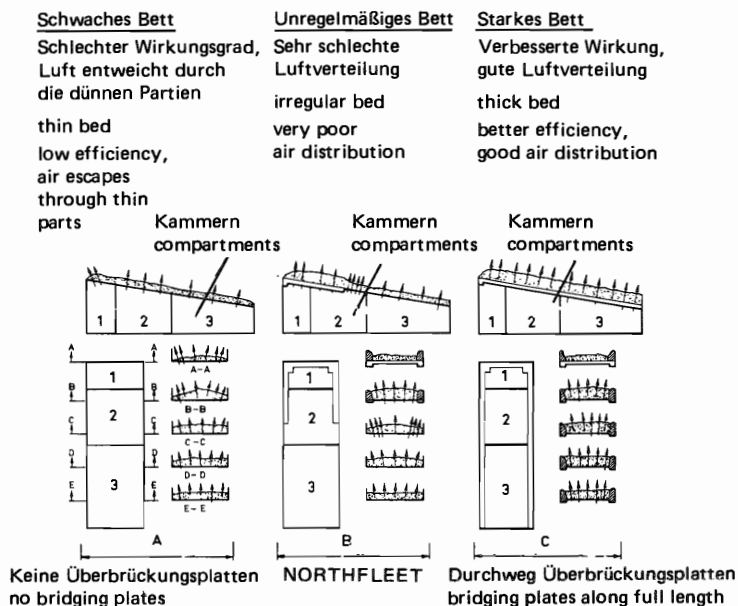 Schwaches Bett
Schlechter Wirkungsgrad,
Luft entweicht durch
die dünnen Partien
thin bed
low efficiency,
air escapes
through thin
parts
Kammern
compartments
1 2 3
A A
B B
C C
D D
E E
1
2
3
A-A
B-B
C-C
D-D
E-E
A
Keine Überbrückungsplatten
no bridging plates
Unregelmäßiges Bett
Sehr schlechte
Luftverteilung
irregular bed
very poor
air distribution
Kammern
compartments
1 2 3
1
2
3
B
NORTHFLEET
Starkes Bett
Verbesserte Wirkung,
gute Luftverteilung
thick bed
better efficiency,
good air distribution
Kammern
compartments
1 2 3
1
2
3
C
Durchweg Überbrückungsplatten
bridging plates along full length